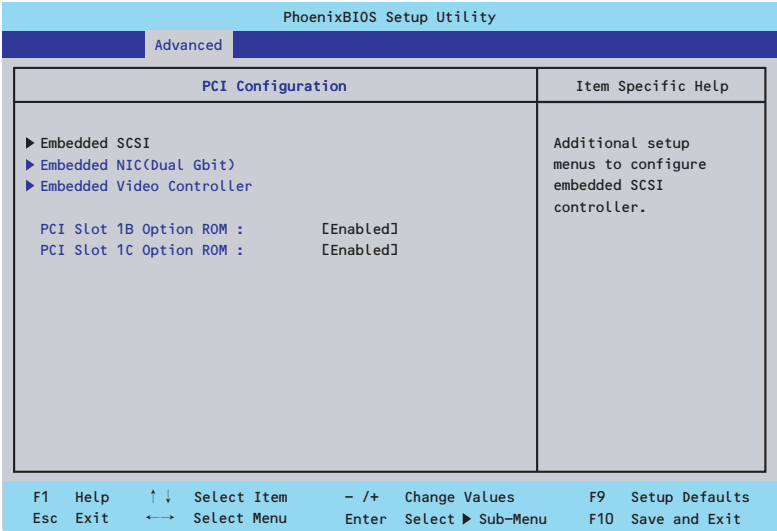 PhoenixBIOS Setup Utility
Advanced
PCI Configuration
Item Specific Help
▶ Embedded SCSI
▶ Embedded NIC(Dual Gbit)
▶ Embedded Video Controller
PCI Slot 1B Option ROM : [Enabled]
PCI Slot 1C Option ROM : [Enabled]
Additional setup
menus to configure
embedded SCSI
controller.
F1 Help ↑↓ Select Item - /+ Change Values F9 Setup Defaults
Esc Exit ←→ Select Menu Enter Select ▶ Sub-Menu F10 Save and Exit